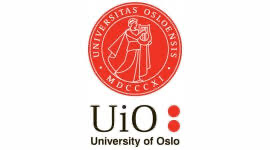 UNIVERSITAS OSLOENSIS
MDCCCXI
UiO
University of Oslo